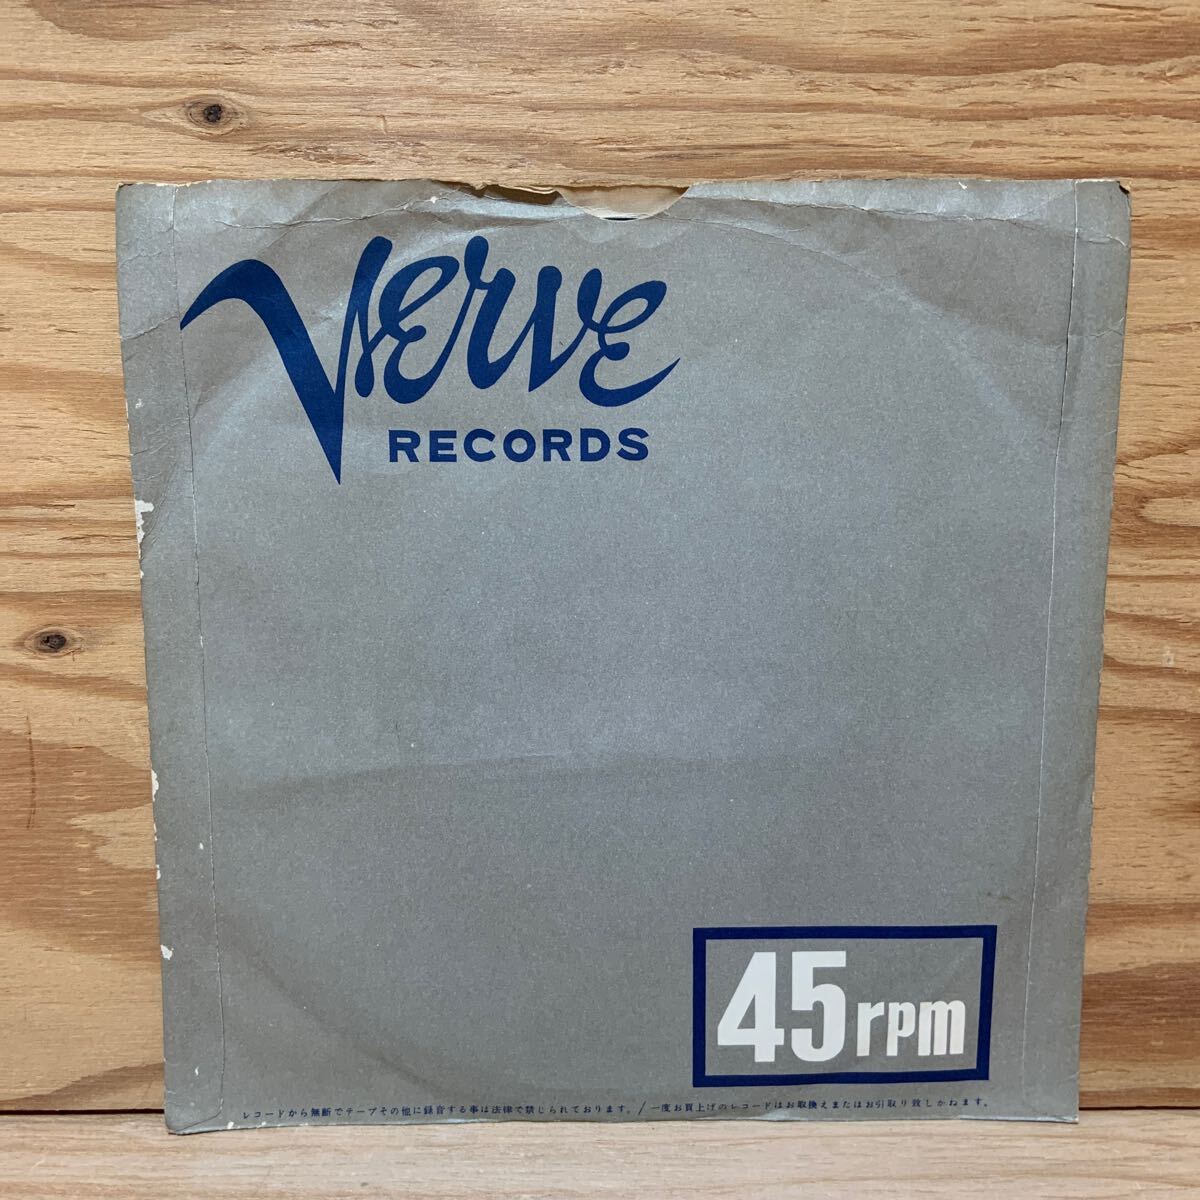 Verve
RECORDS
45rpm
レコードから無断でテープその他に録音する事は法律で禁じられております。/一度お買上げのレコードはお取換えまたはお引取り致しかねます。